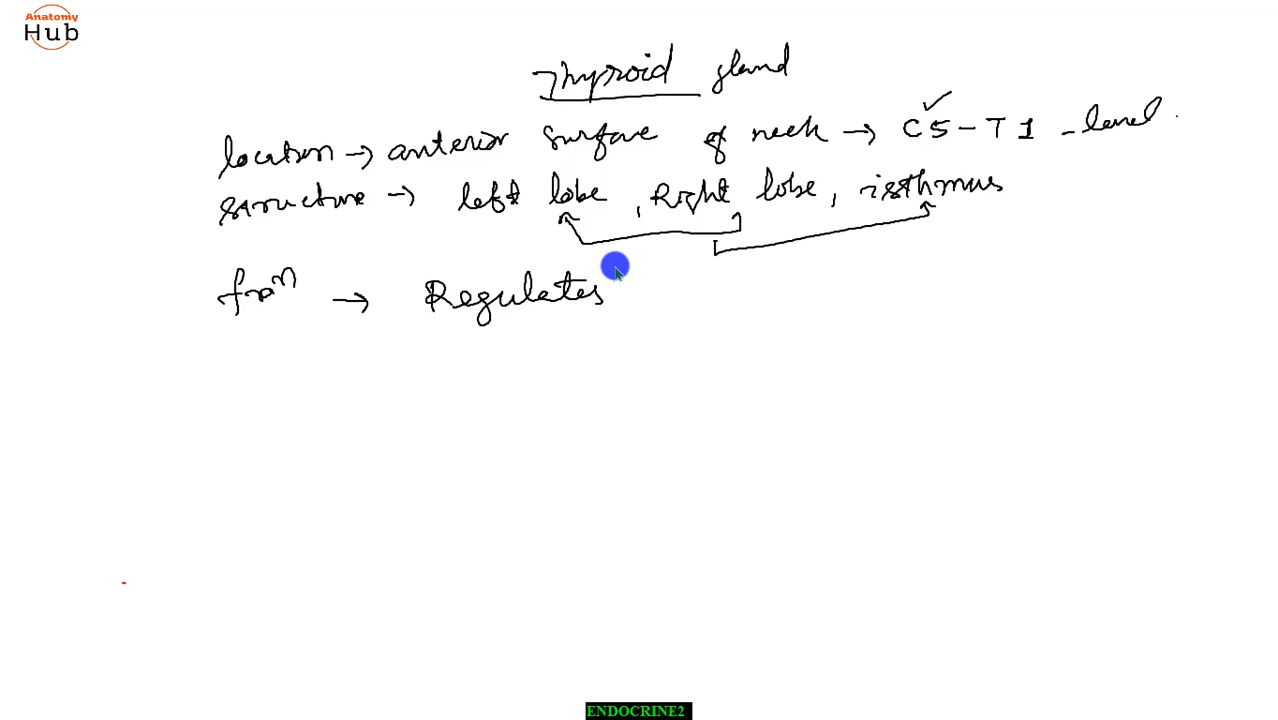 Anatomy
Hub
Thyroid gland
location → anterior surface of neck → C5 - T1 - level
structure → left lobe, Right lobe, isthmus
fxn → Regulates
ENDOCRINE2